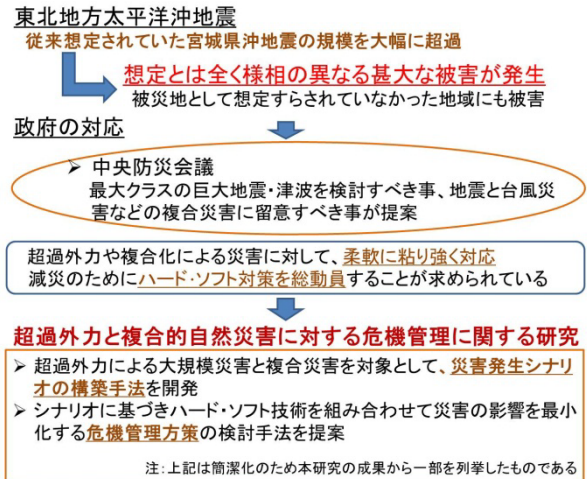 東北地方太平洋沖地震
従来想定されていた宮城県沖地震の規模を大幅に超過
想定とは全く様相の異なる甚大な被害が発生
被災地として想定すらされていなかった地域にも被害
政府の対応
➢ 中央防災会議
最大クラスの巨大地震・津波を検討すべき事、地震と台風災
害などの複合災害に留意すべき事が提案
超過外力や複合化による災害に対して、柔軟に粘り強く対応
減災のためにハード・ソフト対策を総動員することが求められている
超過外力と複合的自然災害に対する危機管理に関する研究
➢ 超過外力による大規模災害と複合災害を対象として、災害発生シナリ
オの構築手法を開発
➢ シナリオに基づきハード・ソフト技術を組み合わせて災害の影響を最小
化する危機管理方策の検討手法を提案
注：上記は簡潔化のため本研究の成果から一部を列挙したものである